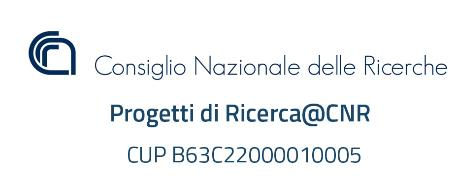 Consiglio Nazionale delle Ricerche
Progetti di Ricerca@CNR
CUP B63C22000010005